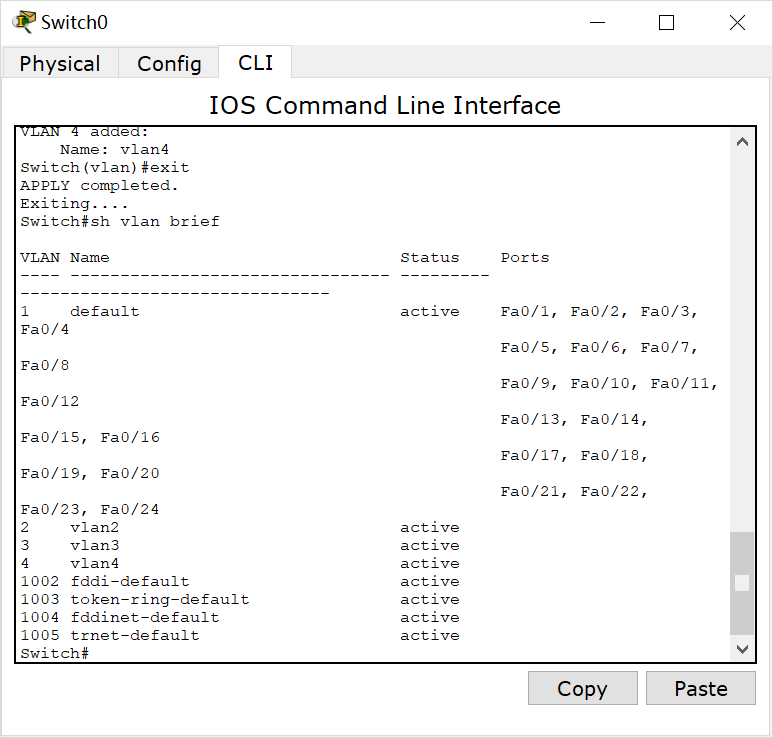 Switch0
Physical Config CLI
IOS Command Line Interface
VLAN 4 added:
    Name: vlan4
Switch(vlan)#exit
APPLY completed.
Exiting....
Switch#sh vlan brief
VLAN Name                             Status    Ports
---- -------------------------------- ---------
-------------------------------
1    default                          active    Fa0/1, Fa0/2, Fa0/3,
Fa0/4
                                                Fa0/5, Fa0/6, Fa0/7,
Fa0/8
                                                Fa0/9, Fa0/10, Fa0/11,
Fa0/12
                                                Fa0/13, Fa0/14,
Fa0/15, Fa0/16
                                                Fa0/17, Fa0/18,
Fa0/19, Fa0/20
                                                Fa0/21, Fa0/22,
Fa0/23, Fa0/24
2    vlan2                            active
3    vlan3                            active
4    vlan4                            active
1002 fddi-default                     active
1003 token-ring-default               active
1004 fddinet-default                  active
1005 trnet-default                    active
Switch#
Copy Paste